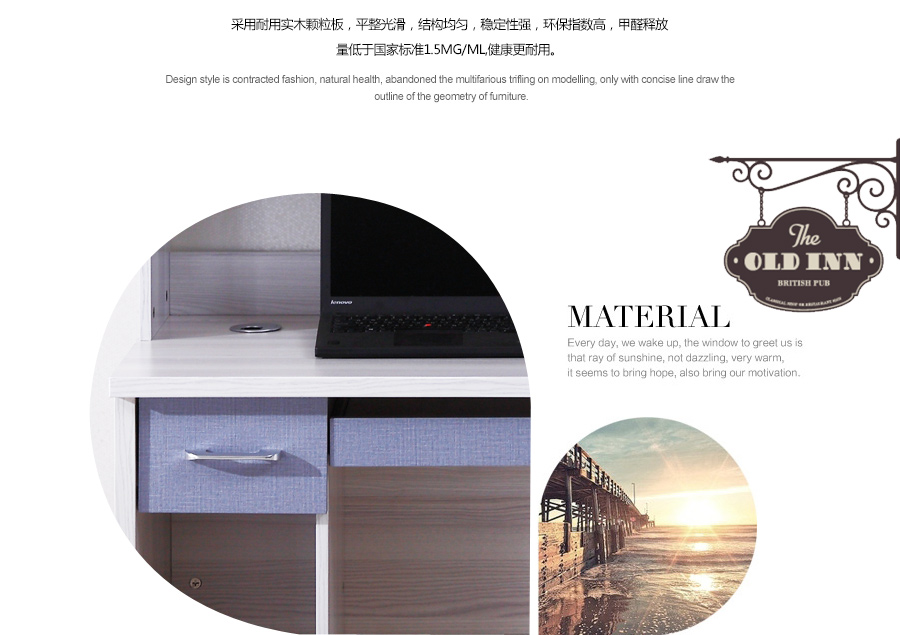 采用耐用实木颗粒板，平整光滑，结构均匀，稳定性强，环保指数高，甲醛释放
量低于国家标准1.5MG/ML,健康更耐用。
Design style is contracted fashion, natural health, abandoned the multifarious trifling on modelling, only with concise line draw the
outline of the geometry of furniture.
The
OLD INN
BRITISH PUB
CLASSICAL SHOP OR RESTAURANT SIGN
lenovo
MATERIAL
Every day, we wake up, the window to greet us is
that ray of sunshine, not dazzling, very warm,
it seems to bring hope, also bring our motivation.